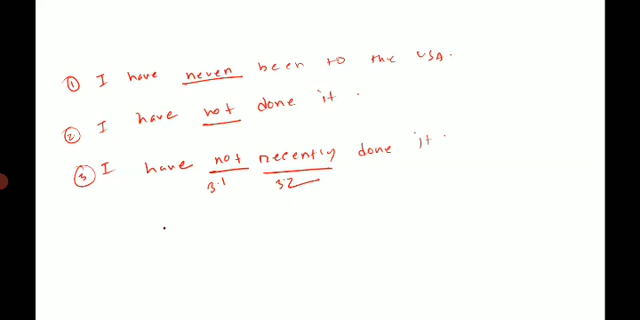 ① I have never been to the USA.
② I have not done it.
③ I have not recently done it.
3.1 3.2